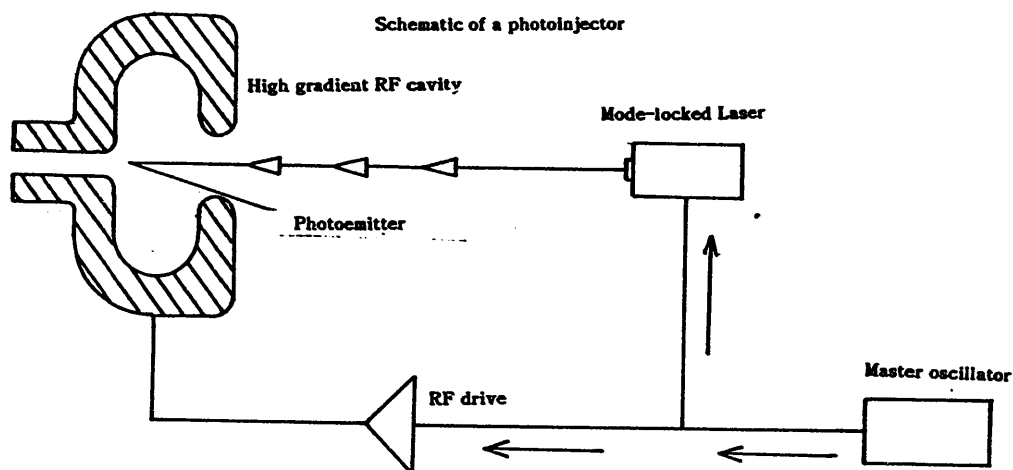 Schematic of a photoinjector
High gradient RF cavity
Mode-locked Laser
Photoemitter
Master oscillator
RF drive